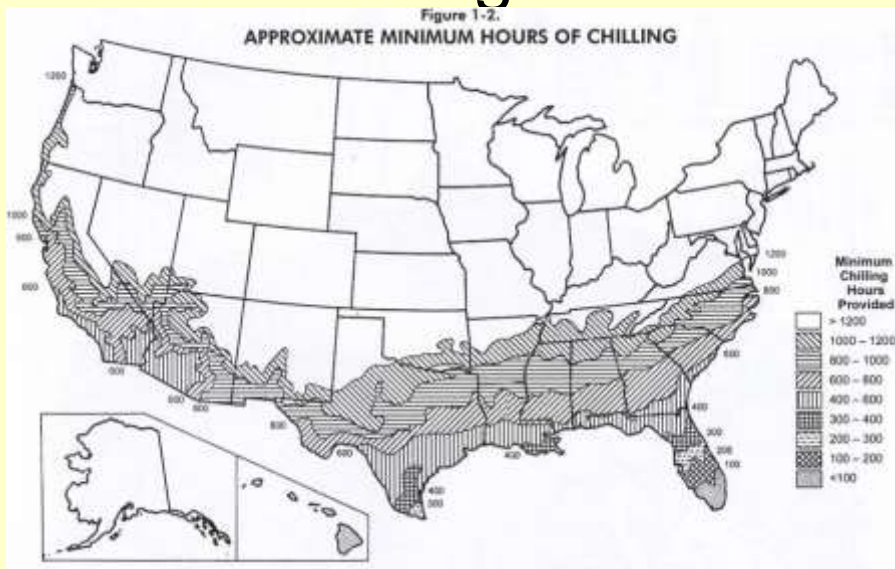 g
Figure 1-2.
APPROXIMATE MINIMUM HOURS OF CHILLING
1200
1000
800
600
600
800
600
400
400
300
1200
1000
800
600
400
300
200
100
Minimum
Chilling
Hours
Provided
> 1200
1000 – 1200
800 – 1000
600 – 800
400 – 600
300 – 400
200 – 300
100 – 200
<100